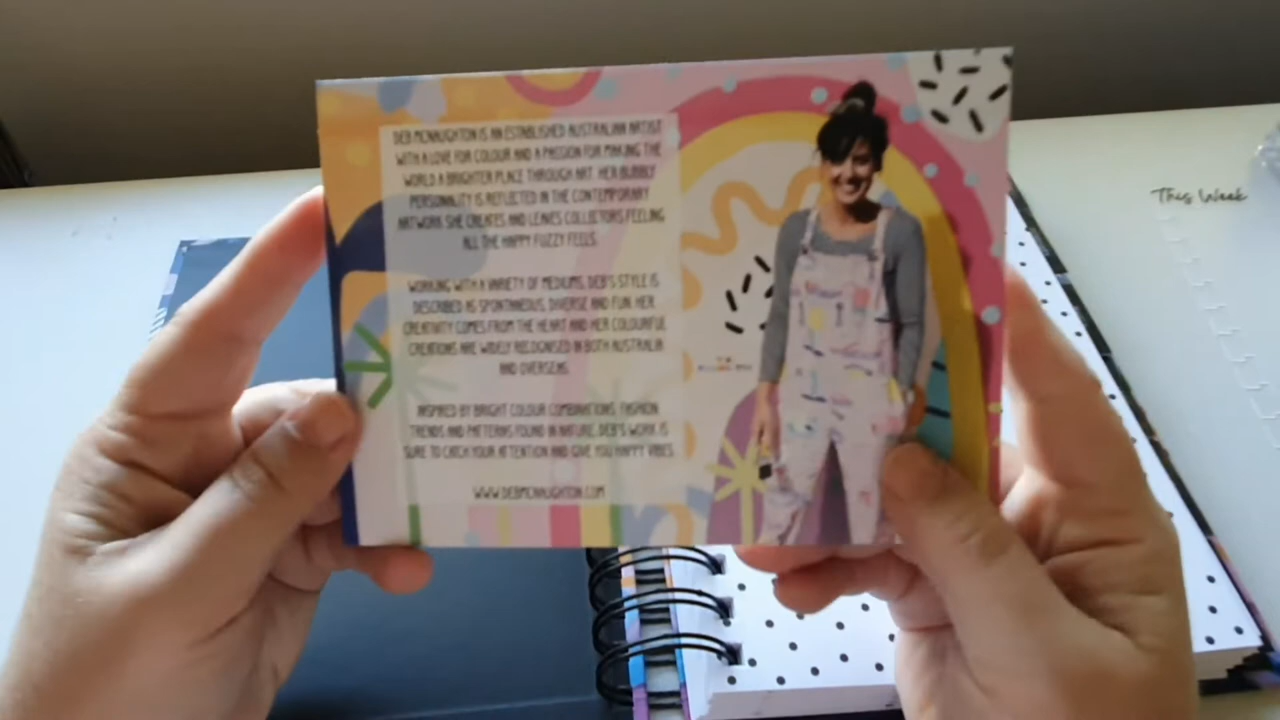 DEB MCNAUGHTON IS AN ESTABLISHED AUSTRALIAN ARTIST
WITH A LOVE FOR COLOUR AND A PASSION FOR MAKING THE
WORLD A BRIGHTER PLACE THROUGH ART. HER BUBBLY
PERSONALITY IS REFLECTED IN THE CONTEMPORARY
ARTWORK SHE CREATES AND LEAVES COLLECTORS FEELING
ALL THE HAPPY FUZZY FEELS.
WORKING WITH A VARIETY OF MEDIUMS, DEB'S STYLE IS
DESCRIBED AS SPONTANEOUS, DIVERSE AND FUN. HER
CREATIVITY COMES FROM THE HEART AND HER COLOURFUL
CREATIONS ARE WIDELY RECOGNISED IN BOTH AUSTRALIA
AND OVERSEAS.
INSPIRED BY BRIGHT COLOUR COMBINATIONS, FASHION
TRENDS AND PATTERNS FOUND IN NATURE, DEB'S WORK IS
SURE TO CATCH YOUR ATTENTION AND GIVE YOU HAPPY VIBES.
WWW.DEBMCNAUGHTON.COM
This Week